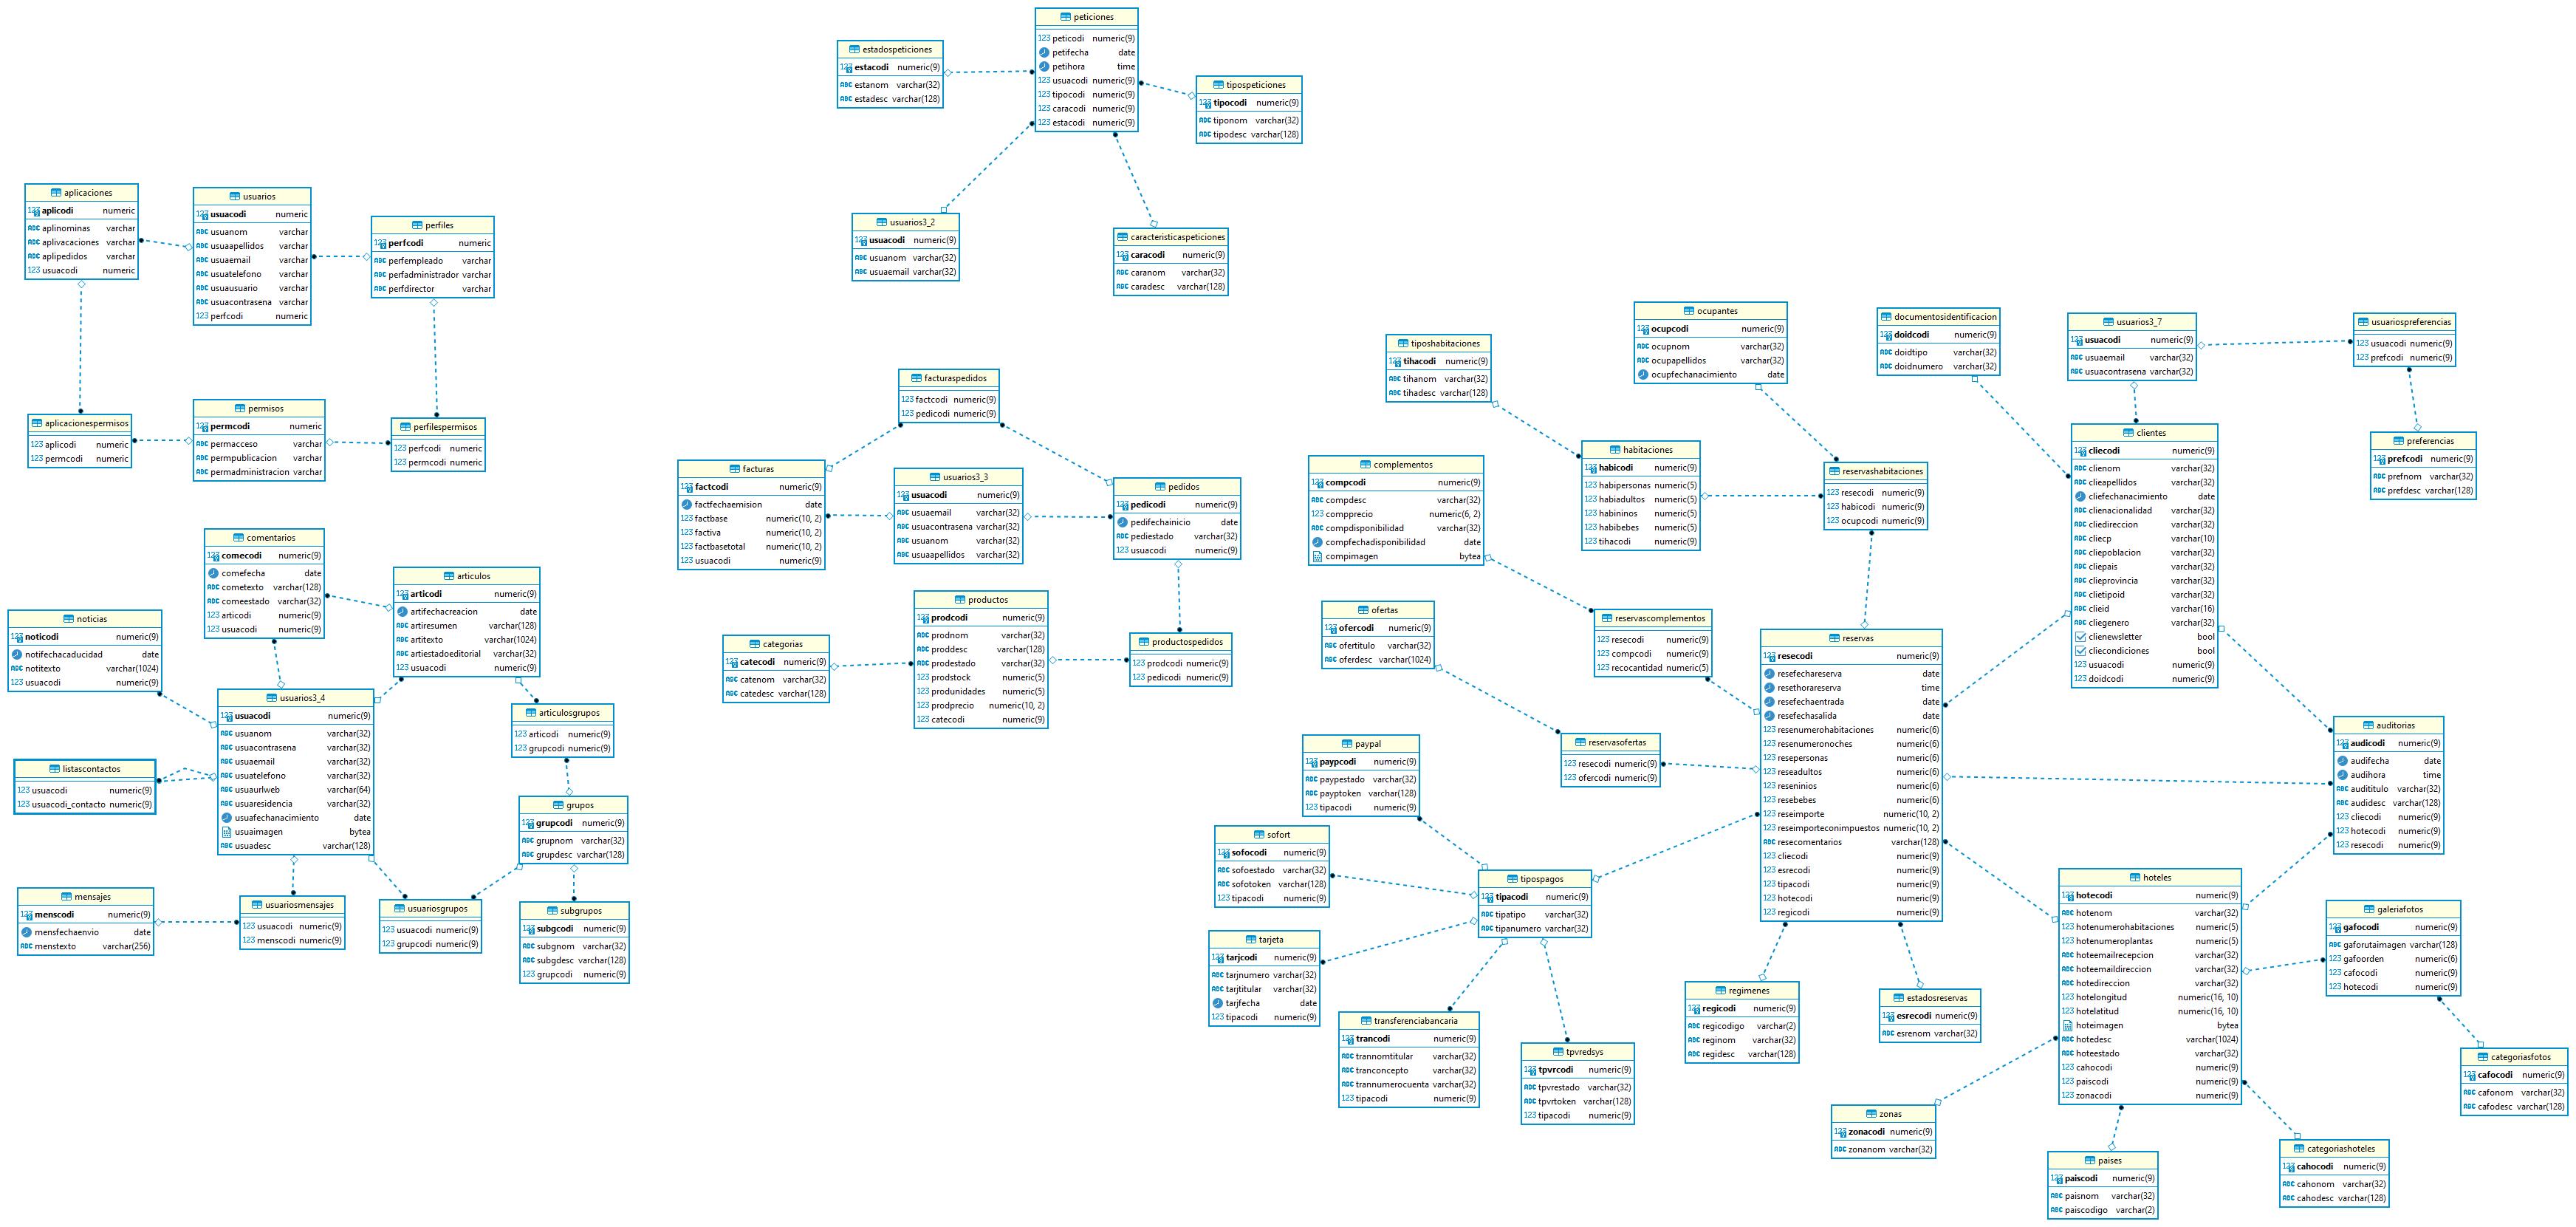 peticiones
123 peticodi numeric(9)
petifecha date
petihora time
123 usuacodi numeric(9)
123 tipocodi numeric(9)
123 caracodi numeric(9)
123 estacodi numeric(9)
estadospeticiones
123 estacodi numeric(9)
ABC estanom varchar(32)
ABC estadesc varchar(128)
tipospeticiones
123 tipocodi numeric(9)
ABC tiponom varchar(32)
ABC tipodesc varchar(128)
usuarios3_2
123 usuacodi numeric(9)
ABC usuanom varchar(32)
ABC usuaemail varchar(32)
caracteristicaspeticiones
123 caracodi numeric(9)
ABC caranom varchar(32)
ABC caradesc varchar(128)
aplicaciones
123 aplicodi numeric
ABC aplinominas varchar
ABC aplivacaciones varchar
ABC aplipedidos varchar
123 usuacodi numeric
usuarios
123 usuacodi numeric
ABC usuanom varchar
ABC usuaapellidos varchar
ABC usuaemail varchar
ABC usuatelefono varchar
ABC usuausuario varchar
ABC usuacontrasena varchar
123 perfcodi numeric
perfiles
123 perfcodi numeric
ABC perfempleado varchar
ABC perfadministrador varchar
ABC perfdirector varchar
aplicacionespermisos
123 aplicodi numeric
123 permcodi numeric
permisos
123 permcodi numeric
ABC permacceso varchar
ABC permpublicacion varchar
ABC permadministracion varchar
perfilespermisos
123 perfcodi numeric
123 permcodi numeric
facturaspedidos
123 factcodi numeric(9)
123 pedicodi numeric(9)
facturas
123 factcodi numeric(9)
factfechaemision date
123 factbase numeric(10, 2)
123 factiva numeric(10, 2)
123 factbasetotal numeric(10, 2)
123 usuacodi numeric(9)
usuarios3_3
123 usuacodi numeric(9)
ABC usuaemail varchar(32)
ABC usuacontrasena varchar(32)
ABC usuanom varchar(32)
ABC usuaapellidos varchar(32)
pedidos
123 pedicodi numeric(9)
pedifechainicio date
ABC pediestado varchar(32)
123 usuacodi numeric(9)
categorias
123 catecodi numeric(9)
ABC catenom varchar(32)
ABC catedesc varchar(128)
productos
123 prodcodi numeric(9)
ABC prodnom varchar(32)
ABC proddesc varchar(128)
ABC prodestado varchar(32)
123 prodstock numeric(5)
123 produnidades numeric(5)
123 prodprecio numeric(10, 2)
123 catecodi numeric(9)
productospedidos
123 prodcodi numeric(9)
123 pedicodi numeric(9)
comentarios
123 comecodi numeric(9)
comefecha date
ABC cometexto varchar(128)
ABC comeestado varchar(32)
123 articodi numeric(9)
123 usuacodi numeric(9)
articulos
123 articodi numeric(9)
artifechacreacion date
ABC artiresumen varchar(128)
ABC artitexto varchar(1024)
ABC artiestadoeditorial varchar(32)
123 usuacodi numeric(9)
noticias
123 noticodi numeric(9)
notifechacaducidad date
ABC notitexto varchar(1024)
123 usuacodi numeric(9)
usuarios3_4
123 usuacodi numeric(9)
ABC usuanom varchar(32)
ABC usuacontrasena varchar(32)
ABC usuaemail varchar(32)
ABC usuatelefono varchar(32)
ABC usuaurlweb varchar(64)
ABC usuaresidencia varchar(32)
usuafechanacimiento date
usuaimagen bytea
ABC usuadesc varchar(128)
articulosgrupos
123 articodi numeric(9)
123 grupcodi numeric(9)
listascontactos
123 usuacodi numeric(9)
123 usuacodi_contacto numeric(9)
grupos
123 grupcodi numeric(9)
ABC grupnom varchar(32)
ABC grupdesc varchar(128)
mensajes
123 menscodi numeric(9)
mensfechaenvio date
ABC menstexto varchar(256)
usuariosmensajes
123 usuacodi numeric(9)
123 menscodi numeric(9)
usuariosgrupos
123 usuacodi numeric(9)
123 grupcodi numeric(9)
subgrupos
123 subgcodi numeric(9)
ABC subgnom varchar(32)
ABC subgdesc varchar(128)
123 grupcodi numeric(9)
tiposhabitaciones
123 tihacodi numeric(9)
ABC tihanom varchar(32)
ABC tihadesc varchar(128)
ocupantes
123 ocupcodi numeric(9)
ABC ocupnom varchar(32)
ABC ocupapellidos varchar(32)
ocupfechanacimiento date
documentosidentificacion
123 doidcodi numeric(9)
ABC doidtipo varchar(32)
ABC doidnumero varchar(32)
usuarios3_7
123 usuacodi numeric(9)
ABC usuaemail varchar(32)
ABC usuacontrasena varchar(32)
usuariospreferencias
123 usuacodi numeric(9)
123 prefcodi numeric(9)
preferencias
123 prefcodi numeric(9)
ABC prefnom varchar(32)
ABC prefdesc varchar(128)
complementos
123 compcodi numeric(9)
ABC compdesc varchar(32)
123 compprecio numeric(6, 2)
ABC compdisponibilidad varchar(32)
compfechadisponibilidad date
compimagen bytea
habitaciones
123 habicodi numeric(9)
123 habipersonas numeric(5)
123 habiadultos numeric(5)
123 habininos numeric(5)
123 habibebes numeric(5)
123 tihacodi numeric(9)
reservashabitaciones
123 resecodi numeric(9)
123 habicodi numeric(9)
123 ocupcodi numeric(9)
clientes
123 cliecodi numeric(9)
ABC clienom varchar(32)
ABC clieapellidos varchar(32)
cliefechanacimiento date
ABC clienacionalidad varchar(32)
ABC cliedireccion varchar(32)
ABC cliecp varchar(10)
ABC cliepoblacion varchar(32)
ABC cliepais varchar(32)
ABC clieprovincia varchar(32)
ABC clietipoid varchar(32)
ABC clieid varchar(16)
ABC cliegenero varchar(32)
clienewsletter bool
cliecondiciones bool
123 usuacodi numeric(9)
123 doidcodi numeric(9)
ofertas
123 ofercodi numeric(9)
ABC ofertitulo varchar(32)
ABC oferdesc varchar(1024)
reservascomplementos
123 resecodi numeric(9)
123 compcodi numeric(9)
123 recocantidad numeric(5)
reservas
123 resecodi numeric(9)
resefechareserva date
resethorareserva time
resefechaentrada date
resefechasalida date
123 resenumerohabitaciones numeric(6)
123 resenumeronoches numeric(6)
123 resepersonas numeric(6)
123 reseadultos numeric(6)
123 reseninios numeric(6)
123 resebebes numeric(6)
123 reseimporte numeric(10, 2)
123 reseimporteconimpuestos numeric(10, 2)
ABC resecomentarios varchar(128)
123 cliecodi numeric(9)
123 esrecodi numeric(9)
123 tipacodi numeric(9)
123 hotecodi numeric(9)
123 regicodi numeric(9)
reservasofertas
123 resecodi numeric(9)
123 ofercodi numeric(9)
paypal
123 paypcodi numeric(9)
ABC paypestado varchar(32)
ABC payptoken varchar(128)
123 tipacodi numeric(9)
sofort
123 sofocodi numeric(9)
ABC sofoestado varchar(32)
ABC sofotoken varchar(128)
123 tipacodi numeric(9)
tipospagos
123 tipacodi numeric(9)
ABC tipatipo varchar(32)
ABC tipanumero varchar(32)
tarjeta
123 tarjcodi numeric(9)
ABC tarjnumero varchar(32)
ABC tarjtitular varchar(32)
tarjfecha date
123 tipacodi numeric(9)
transferenciabancaria
123 trancodi numeric(9)
ABC trannomtitular varchar(32)
ABC tranconcepto varchar(32)
ABC trannumerocuenta varchar(32)
123 tipacodi numeric(9)
tpvredsys
123 tpvrcodi numeric(9)
ABC tpvrestado varchar(32)
ABC tpvrtoken varchar(128)
123 tipacodi numeric(9)
regimenes
123 regicodi numeric(9)
ABC regicodigo varchar(2)
ABC reginom varchar(32)
ABC regidesc varchar(128)
estadosreservas
123 esrecodi numeric(9)
ABC esrenom varchar(32)
auditorias
123 audicodi numeric(9)
audifecha date
audihora time
ABC audititulo varchar(32)
ABC audidesc varchar(128)
123 cliecodi numeric(9)
123 hotecodi numeric(9)
123 resecodi numeric(9)
hoteles
123 hotecodi numeric(9)
ABC hotenom varchar(32)
123 hotenumerohabitaciones numeric(5)
123 hotenumeroplantas numeric(5)
ABC hoteemailrecepcion varchar(32)
ABC hoteemaildireccion varchar(32)
ABC hotedireccion varchar(32)
123 hotelongitud numeric(16, 10)
123 hotelatitud numeric(16, 10)
hoteimagen bytea
ABC hotedesc varchar(1024)
ABC hoteestado varchar(32)
123 cahocodi numeric(9)
123 paiscodi numeric(9)
123 zonacodi numeric(9)
galeriafotos
123 gafocodi numeric(9)
ABC gaforutaimagen varchar(128)
123 gafoorden numeric(6)
123 cafocodi numeric(9)
123 hotecodi numeric(9)
categoriasfotos
123 cafocodi numeric(9)
ABC cafonom varchar(32)
ABC cafodesc varchar(128)
zonas
123 zonacodi numeric(9)
ABC zonanom varchar(32)
paises
123 paiscodi numeric(9)
ABC paisnom varchar(32)
ABC paiscodigo varchar(2)
categoriashoteles
123 cahocodi numeric(9)
ABC cahonom varchar(32)
ABC cahodesc varchar(128)